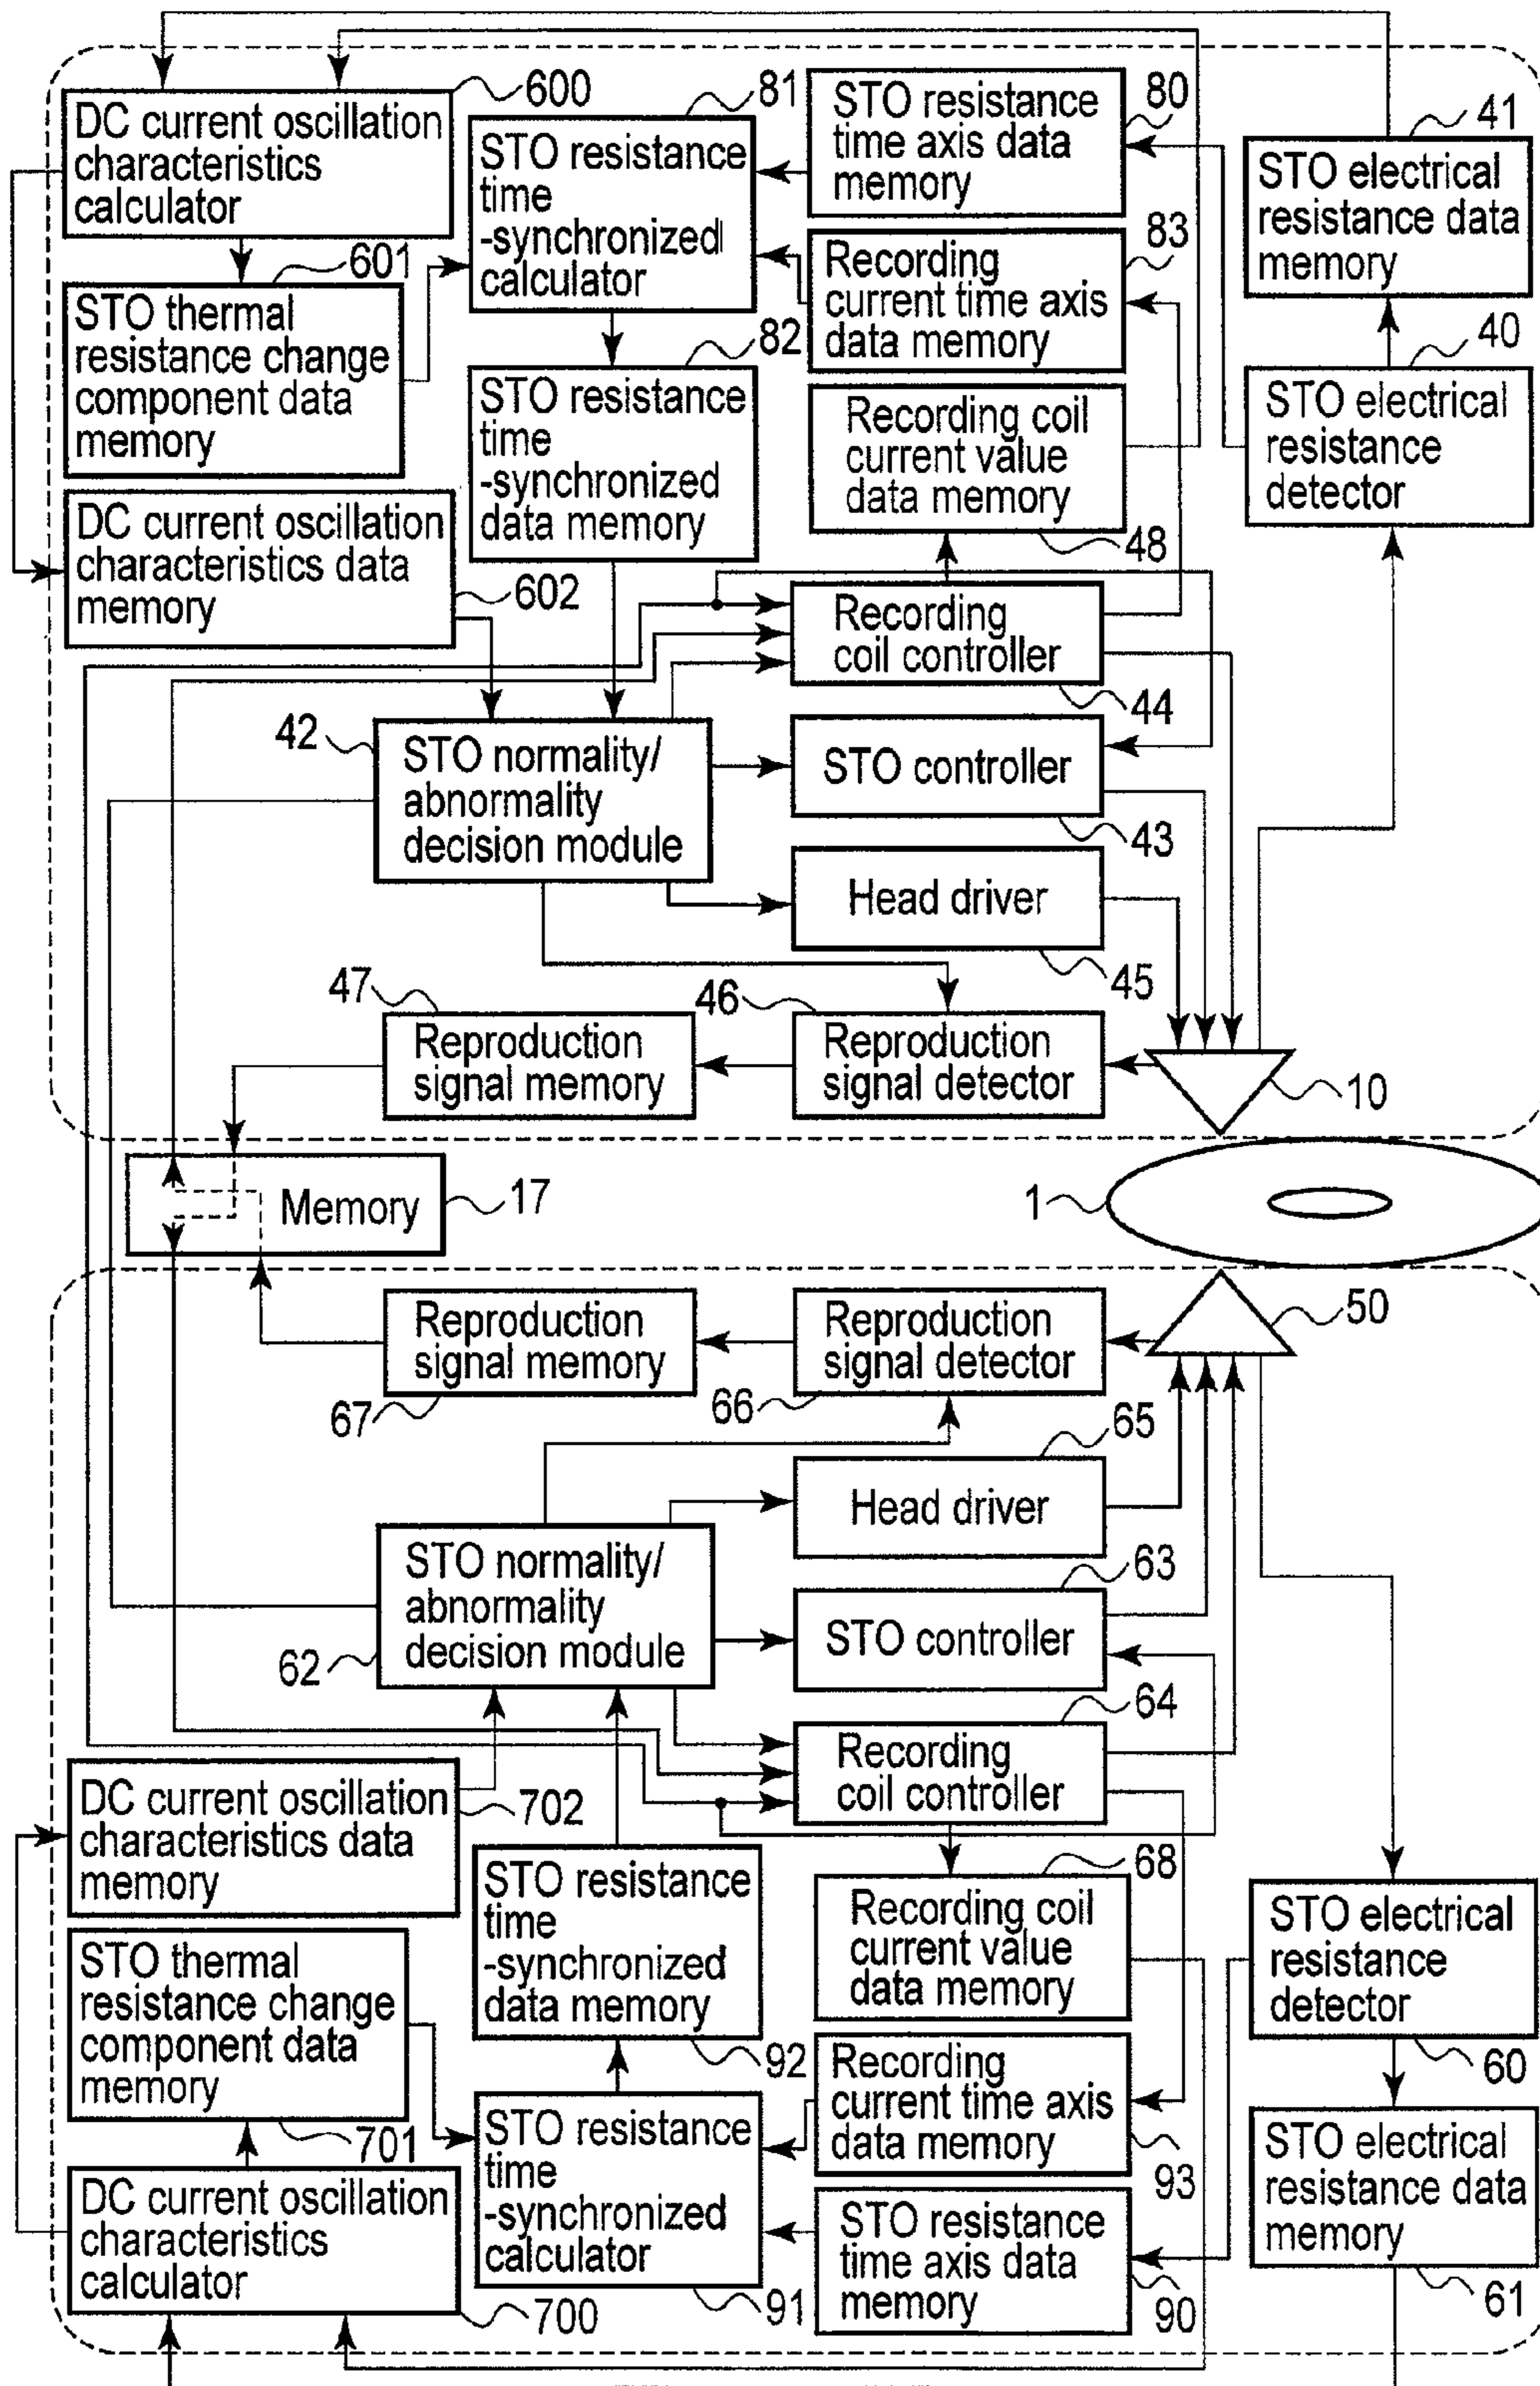 600
DC current oscillation
characteristics
calculator
81
STO resistance
time
-synchronized
calculator
STO resistance
time axis data
memory
80
41
STO electrical
resistance data
memory
601
STO thermal
resistance change
component data
memory
82
STO resistance
time
-synchronized
data memory
Recording
current time axis
data memory
83
40
STO electrical
resistance
detector
Recording coil
current value
data memory
48
DC current oscillation
characteristics data
memory
602
Recording
coil controller
44
42
STO normality/
abnormality
decision module
STO controller
43
Head driver
45
47
Reproduction
signal memory
46
Reproduction
signal detector
10
Memory
17
1
Reproduction
signal memory
67
Reproduction
signal detector
66
50
65
Head driver
STO normality/
abnormality
decision module
62
63
STO controller
64
Recording
coil controller
DC current oscillation
characteristics data
memory
702
STO resistance
time
-synchronized
data memory
92
68
Recording coil
current value
data memory
STO electrical
resistance
detector
60
STO thermal
resistance change
component data
memory
701
Recording
current time axis
data memory
93
STO resistance
time
-synchronized
calculator
91
STO electrical
resistance data
memory
61
DC current oscillation
characteristics
calculator
700
STO resistance
time axis data
memory
90